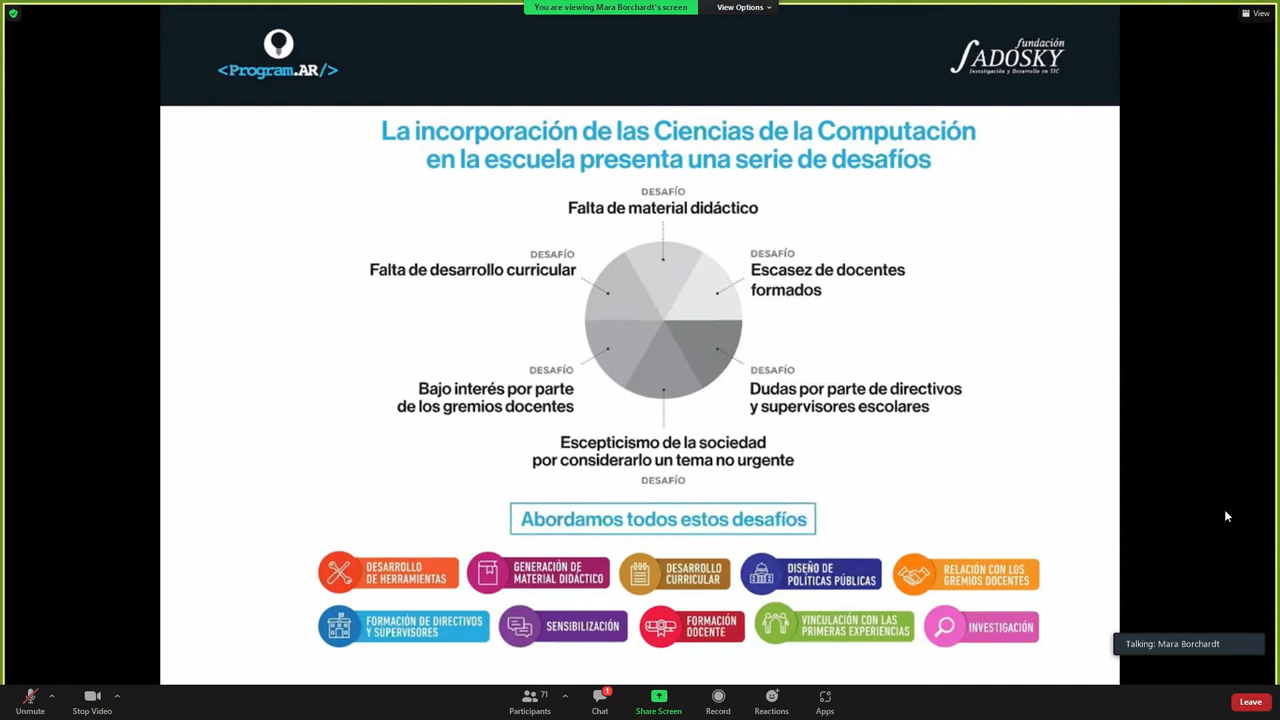 You are viewing Mara Borchardt's screen
View Options
View
<Program.AR/>
fundación
SADOSKY
Investigación y Desarrollo en TIC
La incorporación de las Ciencias de la Computación
en la escuela presenta una serie de desafíos
DESAFÍO
Falta de material didáctico
DESAFÍO
Falta de desarrollo curricular
DESAFÍO
Escasez de docentes
formados
DESAFÍO
Bajo interés por parte
de los gremios docentes
DESAFÍO
Dudas por parte de directivos
y supervisores escolares
Escepticismo de la sociedad
por considerarlo un tema no urgente
DESAFÍO
Abordamos todos estos desafíos
DESARROLLO
DE HERRAMIENTAS
GENERACIÓN DE
MATERIAL DIDÁCTICO
DESARROLLO
CURRICULAR
DISEÑO DE
POLÍTICAS PÚBLICAS
RELACIÓN CON LOS
GREMIOS DOCENTES
FORMACIÓN DE DIRECTIVOS
Y SUPERVISORES
SENSIBILIZACIÓN
FORMACIÓN
DOCENTE
VINCULACIÓN CON LAS
PRIMERAS EXPERIENCIAS
INVESTIGACIÓN
Talking: Mara Borchardt
Unmute
Stop Video
71
Participants
1
Chat
Share Screen
Record
Reactions
Apps
Leave